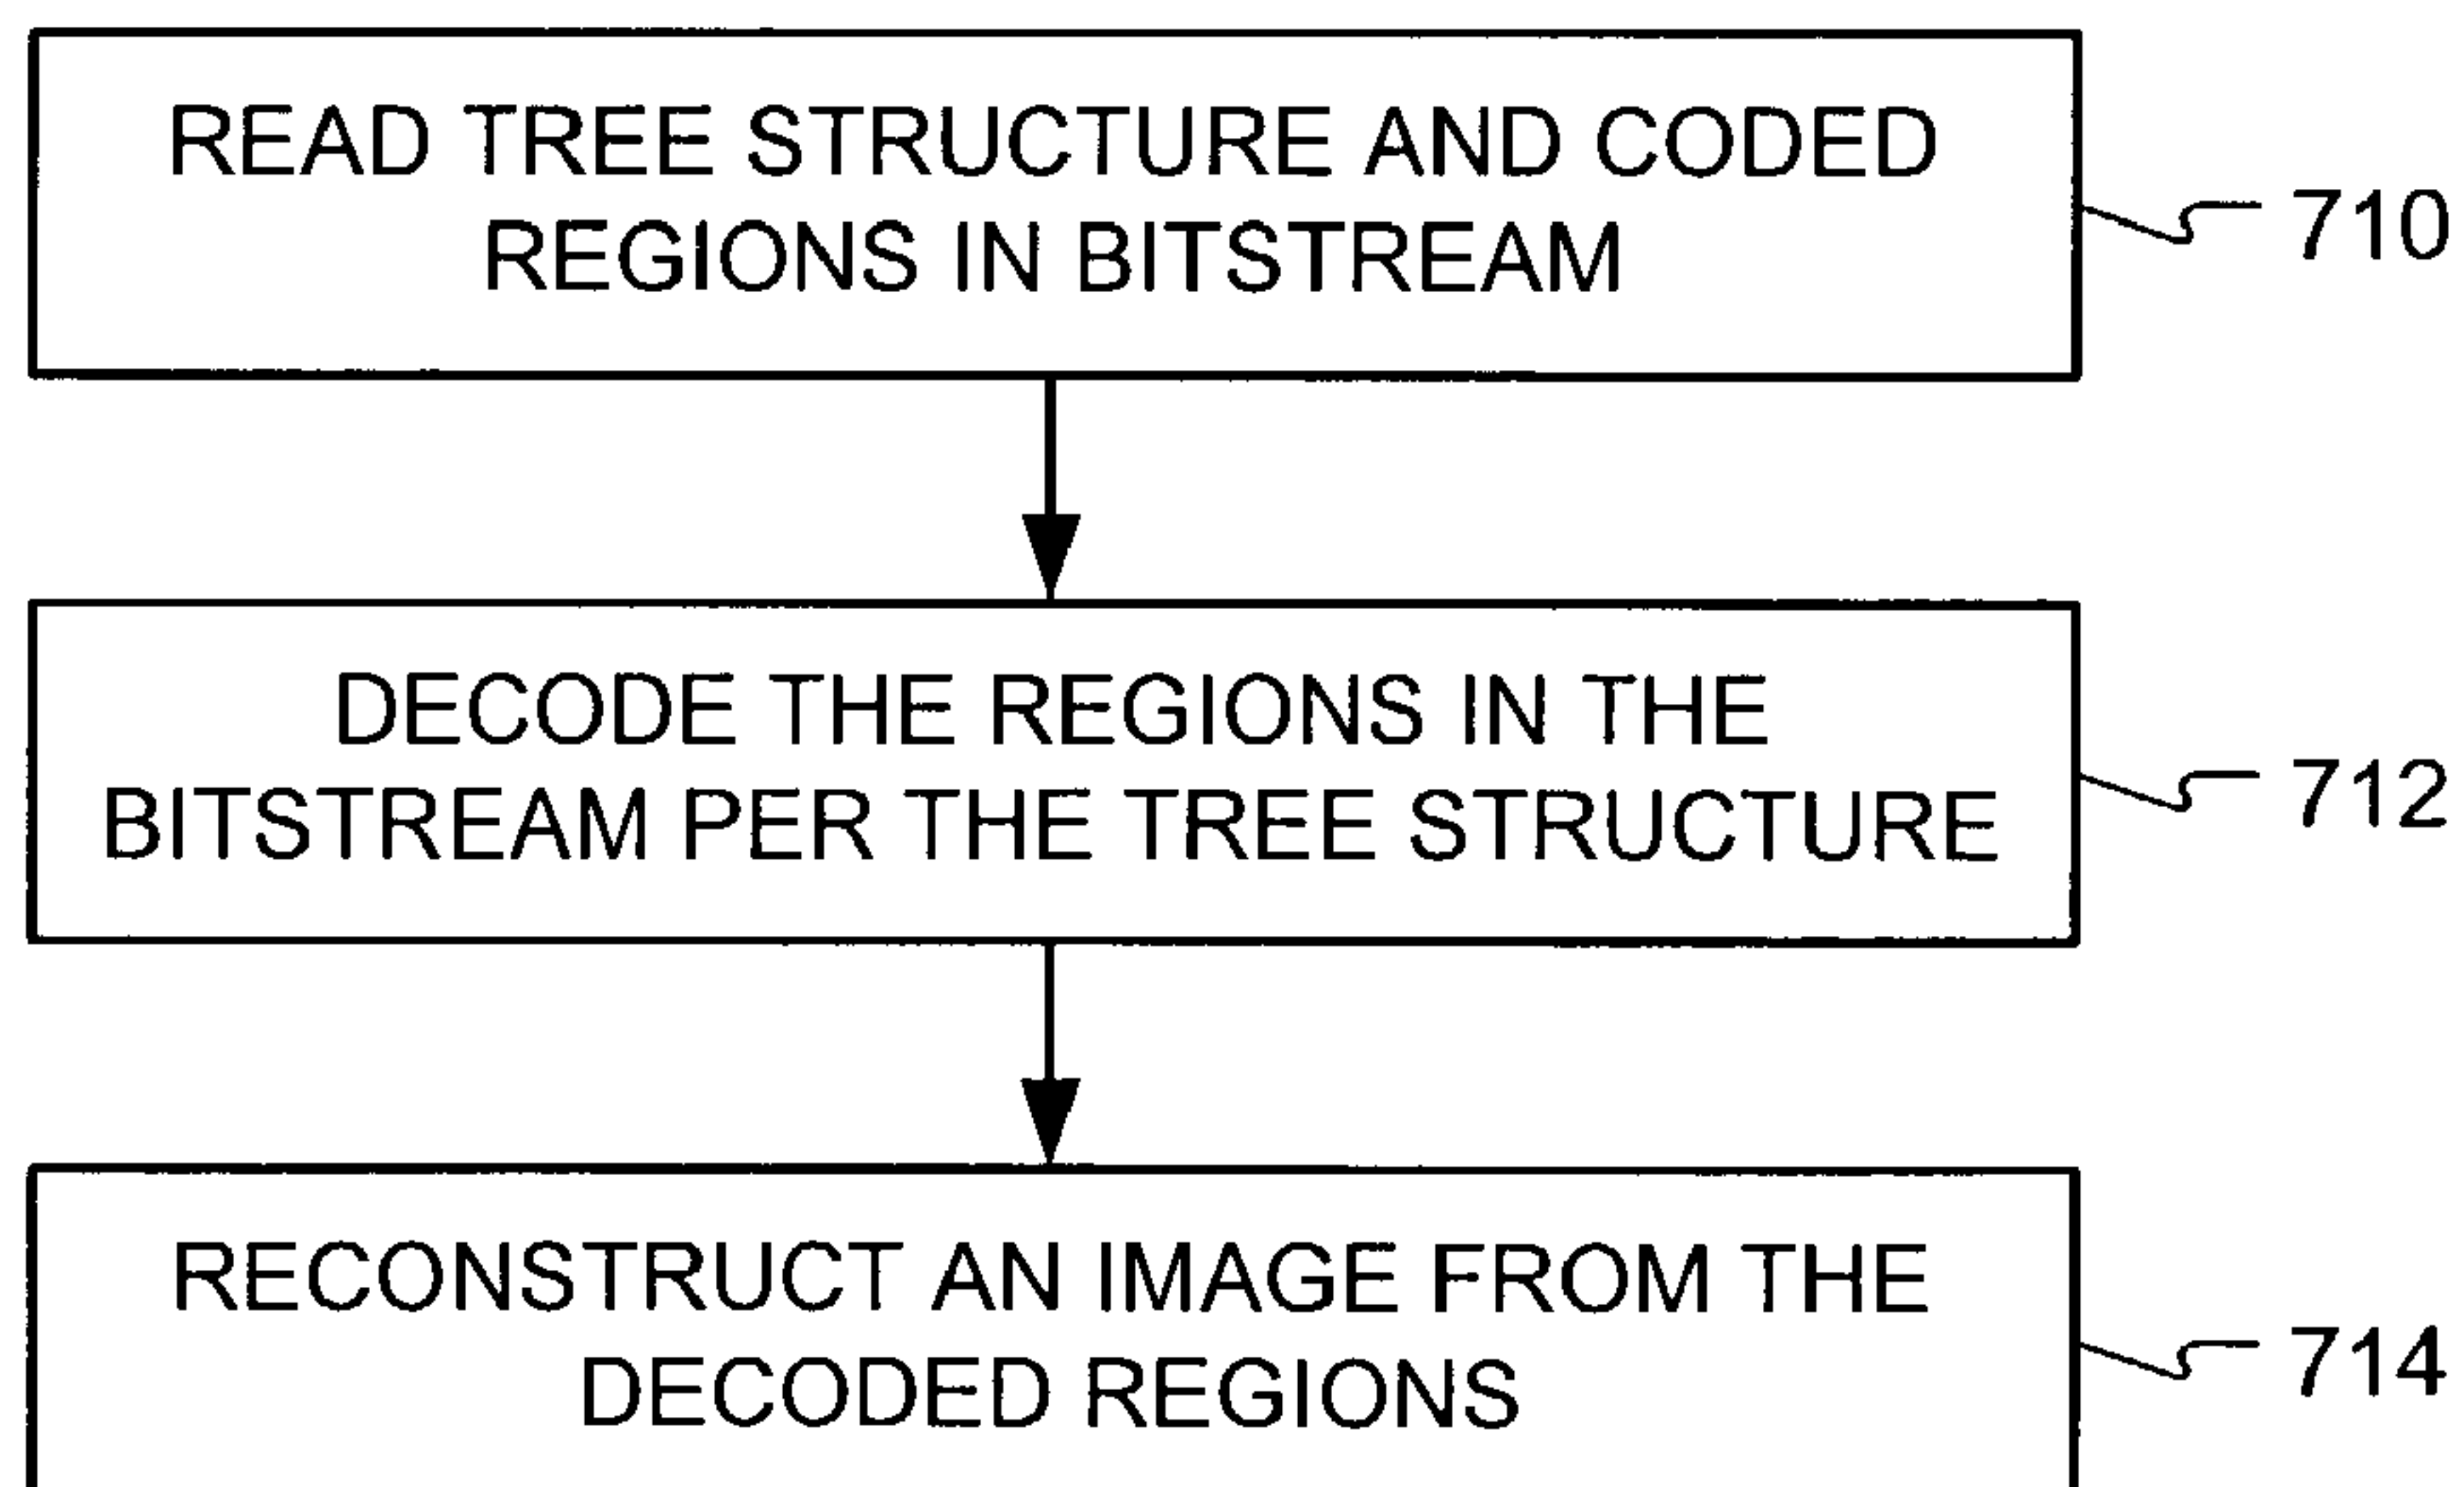 READ TREE STRUCTURE AND CODED
REGIONS IN BITSTREAM
710
DECODE THE REGIONS IN THE
BITSTREAM PER THE TREE STRUCTURE
712
RECONSTRUCT AN IMAGE FROM THE
DECODED REGIONS
714